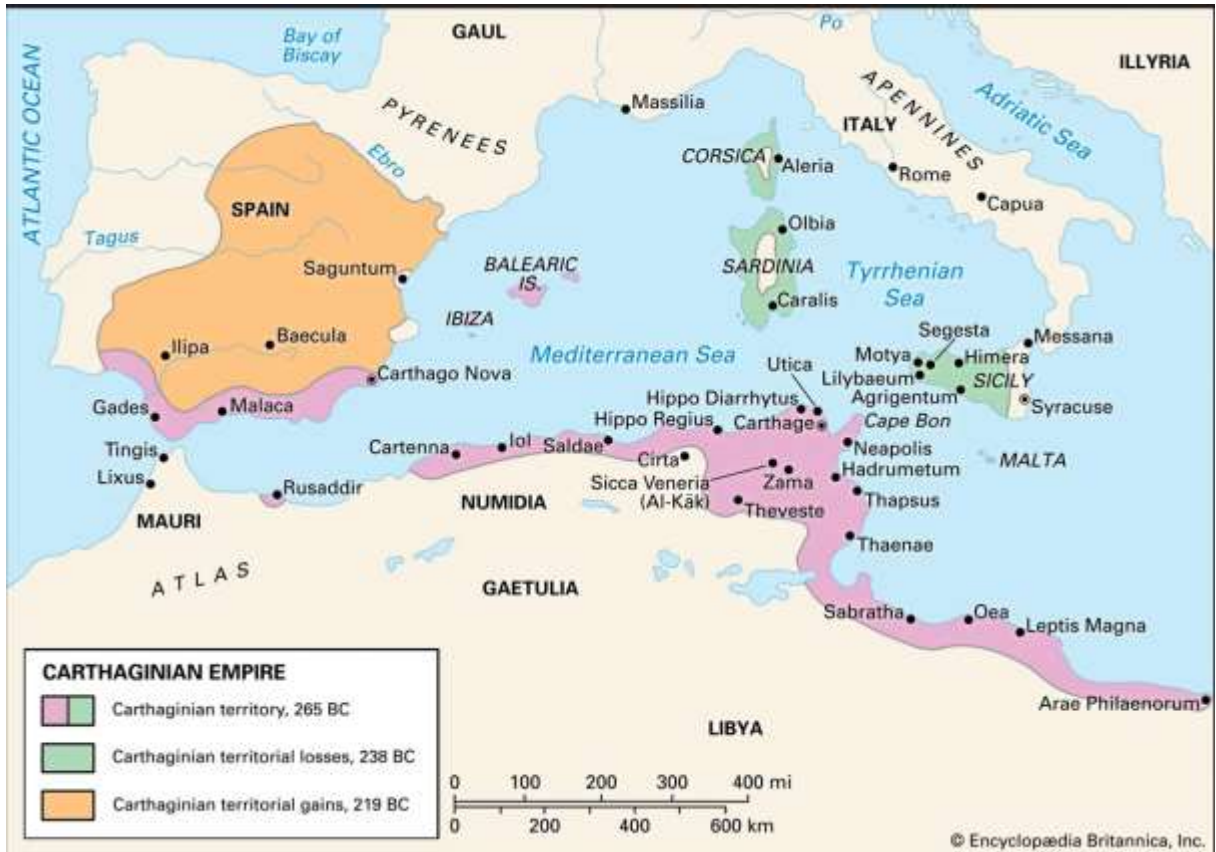 ATLANTIC OCEAN
Bay of
Biscay
GAUL
Po
ILLYRIA
PYRENEES
Massilia
APENNINES
Adriatic Sea
ITALY
Ebro
CORSICA
Aleria
Rome
Capua
SPAIN
Tagus
Olbia
Saguntum
BALEARIC
IS.
SARDINIA
Tyrrhenian
Sea
Caralis
IBIZA
Ilipa
Baecula
Mediterranean Sea
Segesta
Messana
Utica
Motya
Himera
Lilybaeum
SICILY
Carthago Nova
Agrigentum
Syracuse
Gades
Malaca
Hippo Diarrhytus
Hippo Regius
Carthage
Cape Bon
Tingis
Cartenna
Iol
Saldae
Neapolis
Lixus
Cirta
Hadrumetum
MALTA
Rusaddir
Sicca Veneria
(Al-Kāk)
Zama
Thapsus
MAURI
NUMIDIA
Theveste
Thaenae
ATLAS
GAETULIA
Sabratha
Oea
Leptis Magna
Arae Philaenorum
LIBYA
CARTHAGINIAN EMPIRE
Carthaginian territory, 265 BC
Carthaginian territorial losses, 238 BC
Carthaginian territorial gains, 219 BC
0 100 200 300 400 mi
0 200 400 600 km
© Encyclopædia Britannica, Inc.